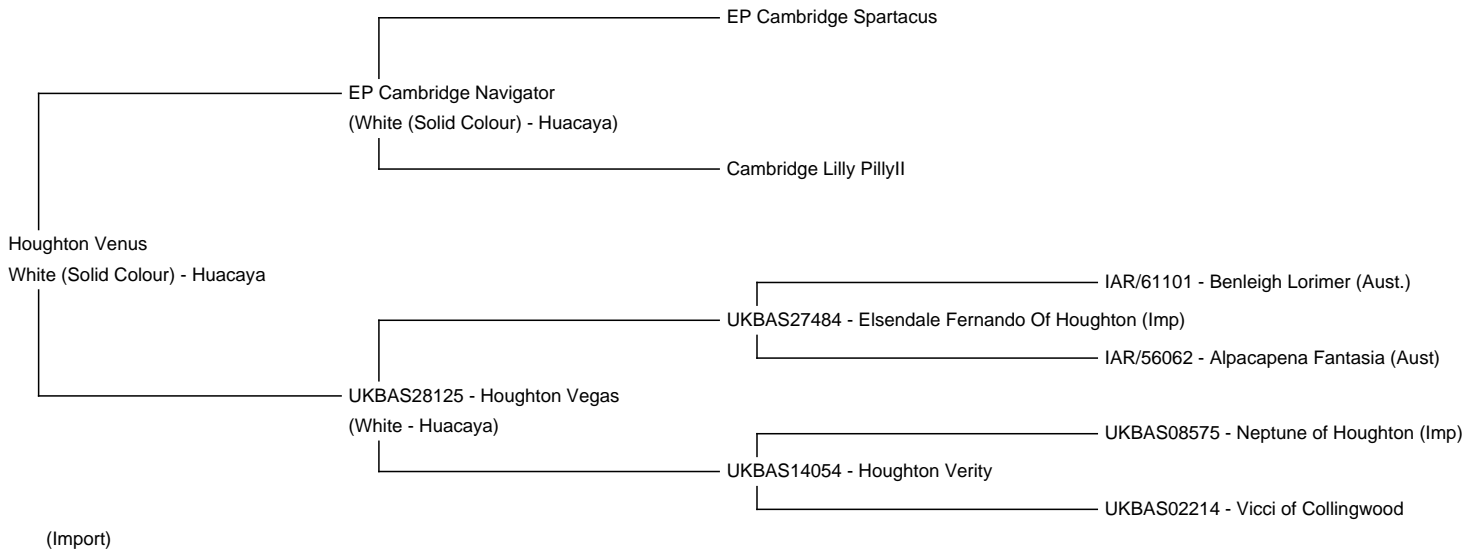 EP Cambridge Spartacus
EP Cambridge Navigator
(White (Solid Colour) - Huacaya)
Cambridge Lilly PillyII
Houghton Venus
White (Solid Colour) - Huacaya
IAR/61101 - Benleigh Lorimer (Aust.)
UKBAS27484 - Elsendale Fernando Of Houghton (Imp)
IAR/56062 - Alpacapena Fantasia (Aust)
UKBAS28125 - Houghton Vegas
(White - Huacaya)
UKBAS08575 - Neptune of Houghton (Imp)
UKBAS14054 - Houghton Verity
UKBAS02214 - Vicci of Collingwood
(Import)